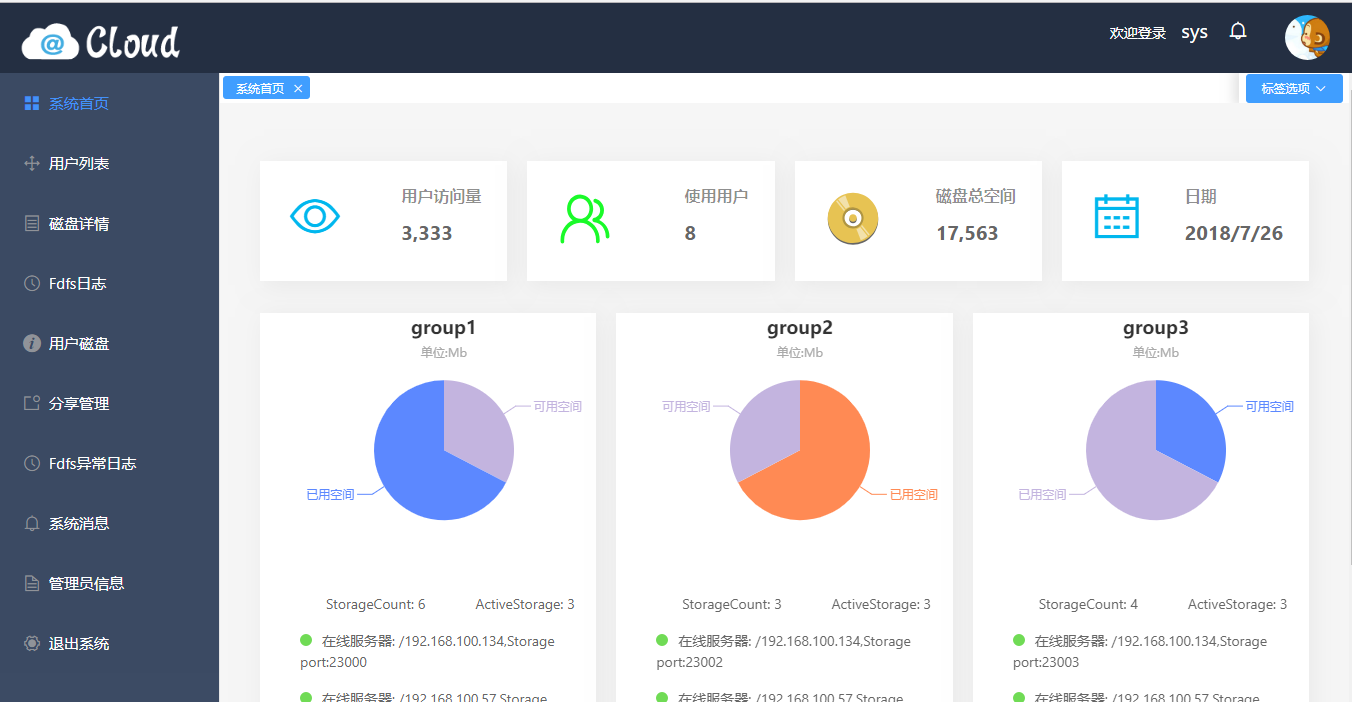 @ Cloud
欢迎登录 sys
系统首页
用户列表
磁盘详情
Fdfs日志
用户磁盘
分享管理
Fdfs异常日志
系统消息
管理员信息
退出系统
系统首页 ×
标签选项
用户访问量
3,333
使用用户
8
磁盘总空间
17,563
日期
2018/7/26
group1
单位:Mb
可用空间
已用空间
StorageCount: 6 ActiveStorage: 3
在线服务器: /192.168.100.134,Storage
port:23000
在线服务器: /192.168.100.57,Storage
group2
单位:Mb
可用空间
已用空间
StorageCount: 3 ActiveStorage: 3
在线服务器: /192.168.100.134,Storage
port:23002
在线服务器: /192.168.100.57,Storage
group3
单位:Mb
可用空间
已用空间
StorageCount: 4 ActiveStorage: 3
在线服务器: /192.168.100.134,Storage
port:23003
在线服务器: /192.168.100.57,Storage